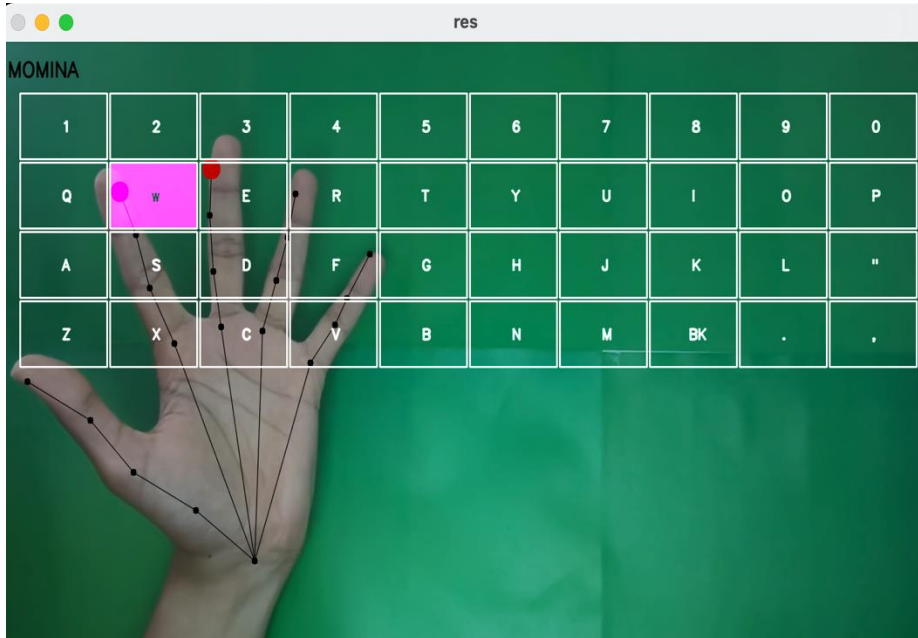 res
MOMINA
1 2 3 4 5 6 7 8 9 0
Q W E R T Y U I O P
A S D F G H J K L "
Z X C V B N M BK . ,